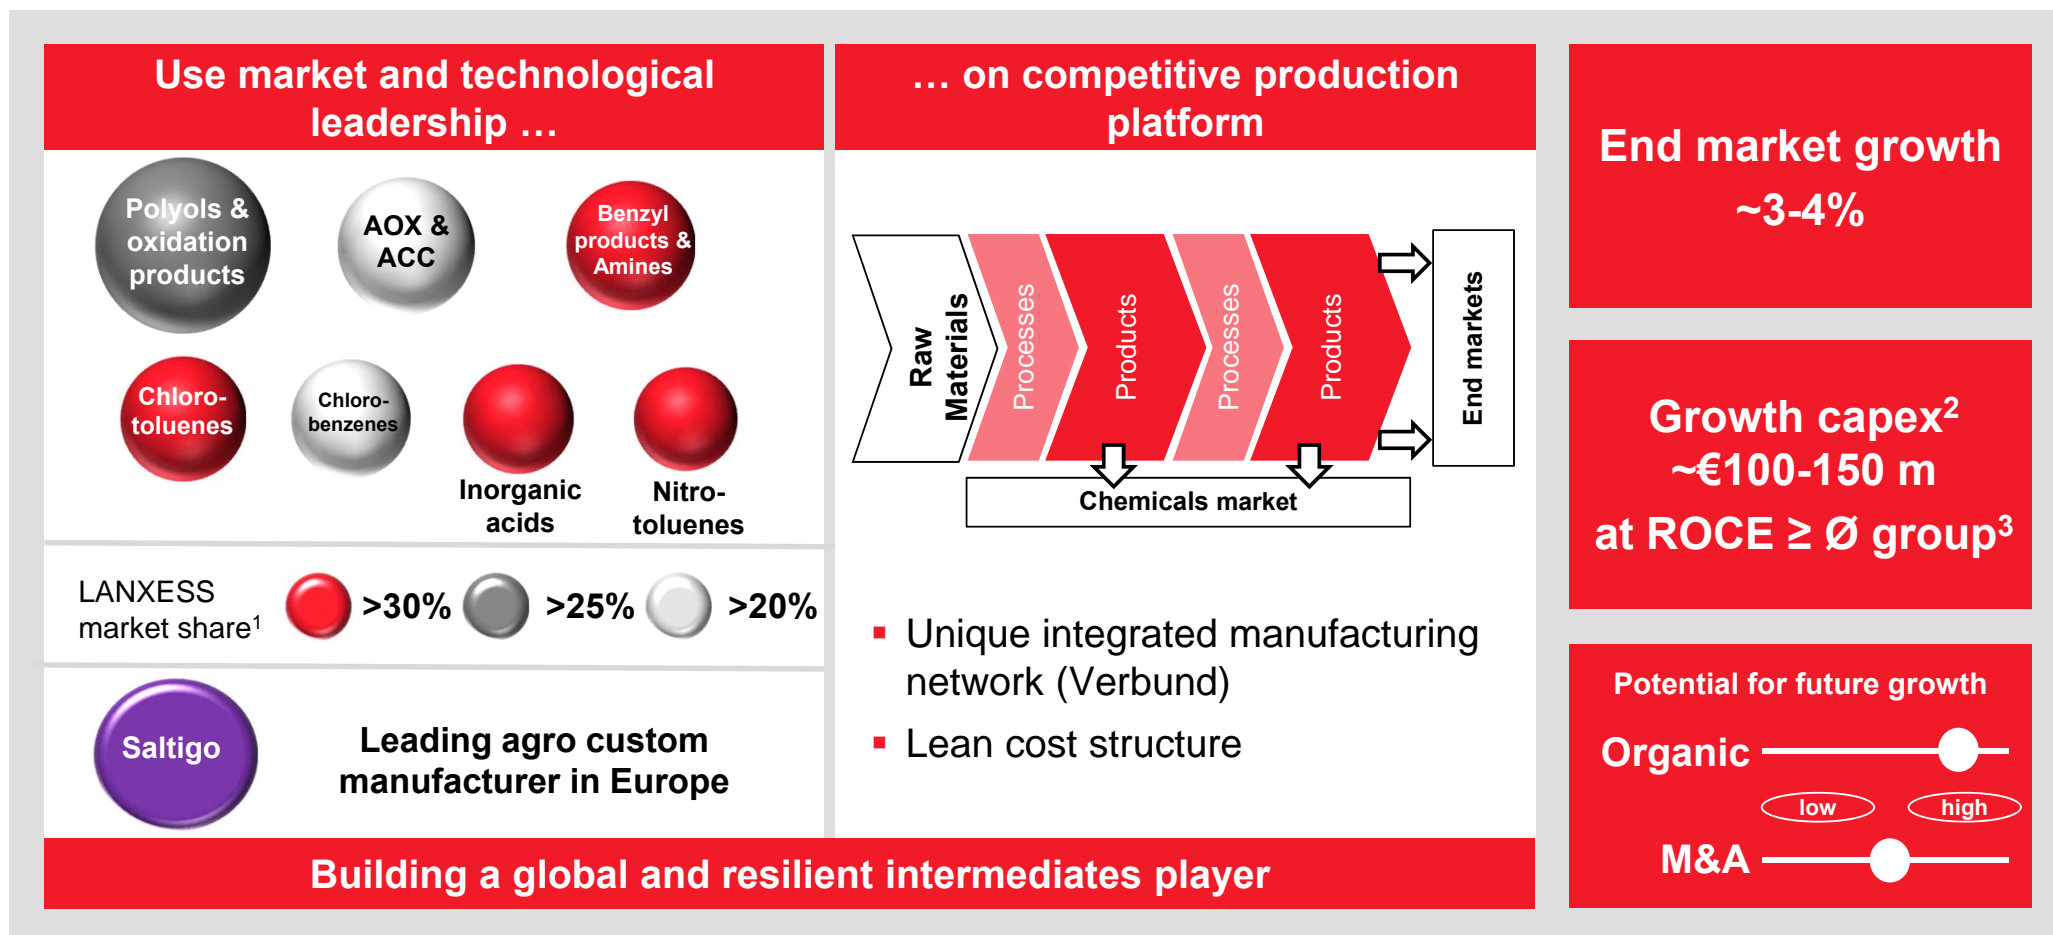 Use market and technological
leadership …
Polyols &
oxidation
products
AOX &
ACC
Benzyl
products &
Amines
Chloro-
toluenes
Chloro-
benzenes
Inorganic
acids
Nitro-
toluenes
LANXESS
market share1
>30%
>25%
>20%
Saltigo
Leading agro custom
manufacturer in Europe
… on competitive production
platform
Raw
Materials
Processes
Products
Processes
Products
End markets
Chemicals market
▪ Unique integrated manufacturing
network (Verbund)
▪ Lean cost structure
Building a global and resilient intermediates player
End market growth
~3-4%
Growth capex2
~€100-150 m
at ROCE ≥ Ø group3
Potential for future growth
Organic
low
high
M&A